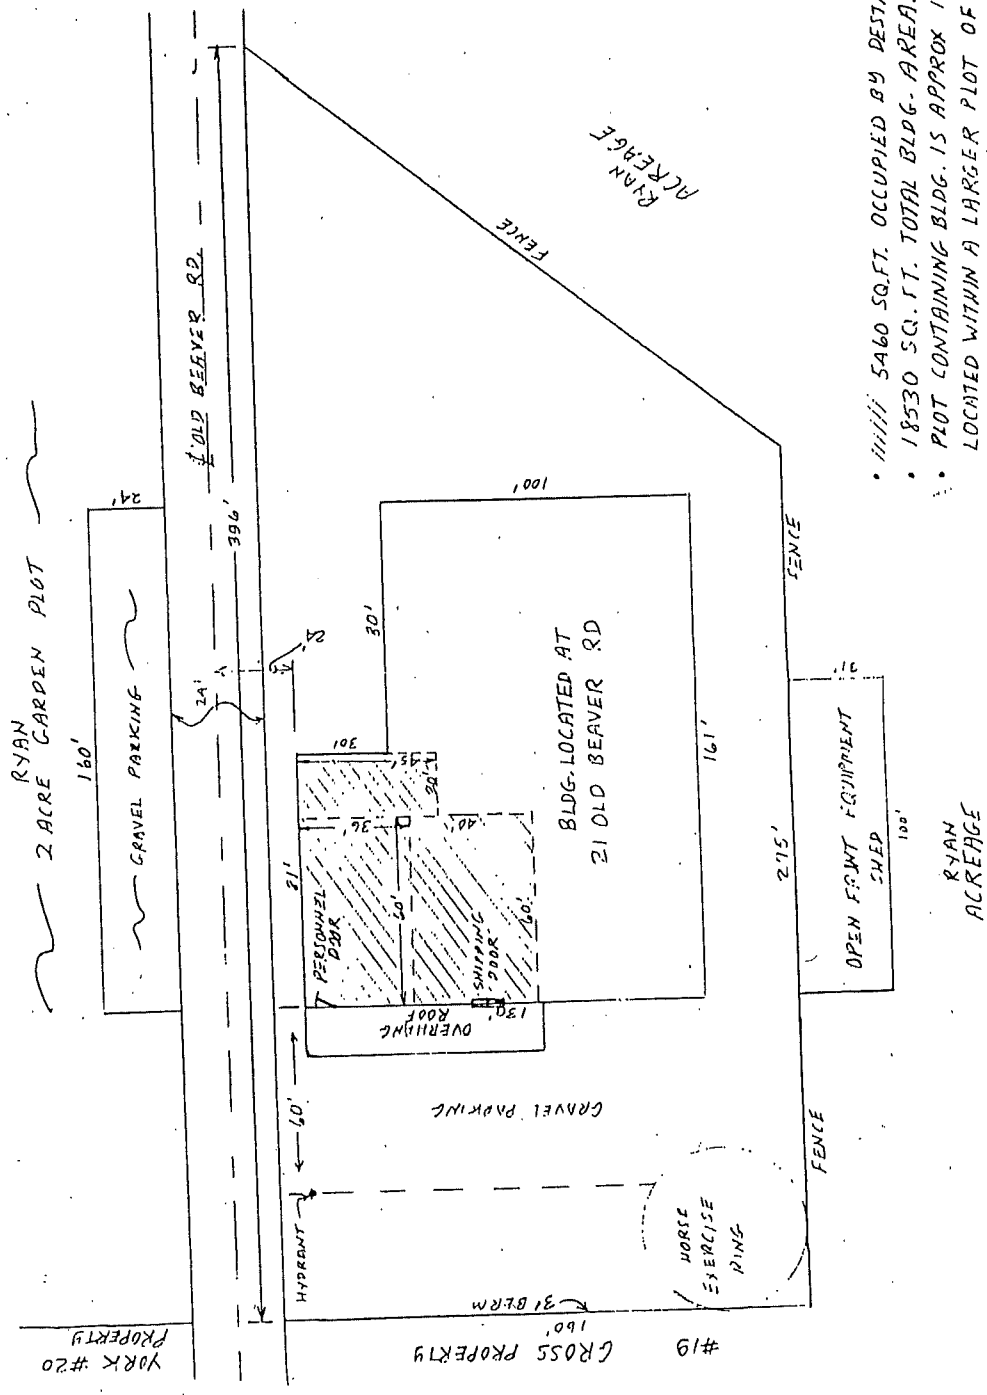 RYAN
2 ACRE GARDEN PLOT
160'
24'
GRAVEL PARKING
OLD BEAVER RD.
396'
24'
24'
YORK #20
PROPERTY
RYAN
ACREAGE
FENCE
81'
30'
30'
100'
PERSONNEL
DOOR
36'
45'
60'
40'
SHIPPING
DOOR
60'
130'
OVERHANG
ROOF
BLDG. LOCATED AT
21 OLD BEAVER RD
161'
60'
HYDRANT
GRAVEL PARKING
HORSE
EXERCISE
RING
3' BERM
160'
GROSS PROPERTY
#19
FENCE
275'
FENCE
OPEN FRONT EQUIPMENT
SHED
31'
100'
RYAN
ACREAGE
• 5460 SQ.FT. OCCUPIED BY
• 18530 SQ.FT. TOTAL BLDG. AREA.
• PLOT CONTAINING BLDG. IS APPROX
LOCATED WITHIN A LARGER PLOT OF